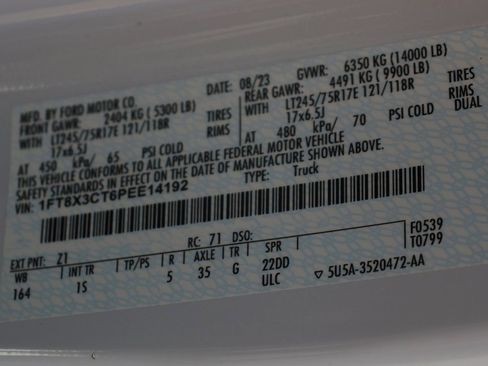 MFG. BY FORD MOTOR CO. DATE: 08/23 GVWR: 6350 KG (14000 LB)
FRONT GAWR: 2404 KG (5300 LB) REAR GAWR: 4491 KG (9900 LB)
WITH LT245/75R17E 121/118R TIRES WITH LT245/75R17E 121/118R TIRES
17x6.5J RIMS 17x6.5J RIMS
AT 450 kPa/ 65 PSI COLD AT 480 kPa/ 70 PSI COLD DUAL
THIS VEHICLE CONFORMS TO ALL APPLICABLE FEDERAL MOTOR VEHICLE
SAFETY STANDARDS IN EFFECT ON THE DATE OF MANUFACTURE SHOWN ABOVE.
VIN: 1FT8X3CT6PEE14192 TYPE: Truck
F0539
T0799
EXT PNT: Z1 RC: 71 DSO:
WB INT TR TP/PS R AXLE TR SPR
164 1S 5 35 G 22DD
ULC 5U5A-3520472-AA